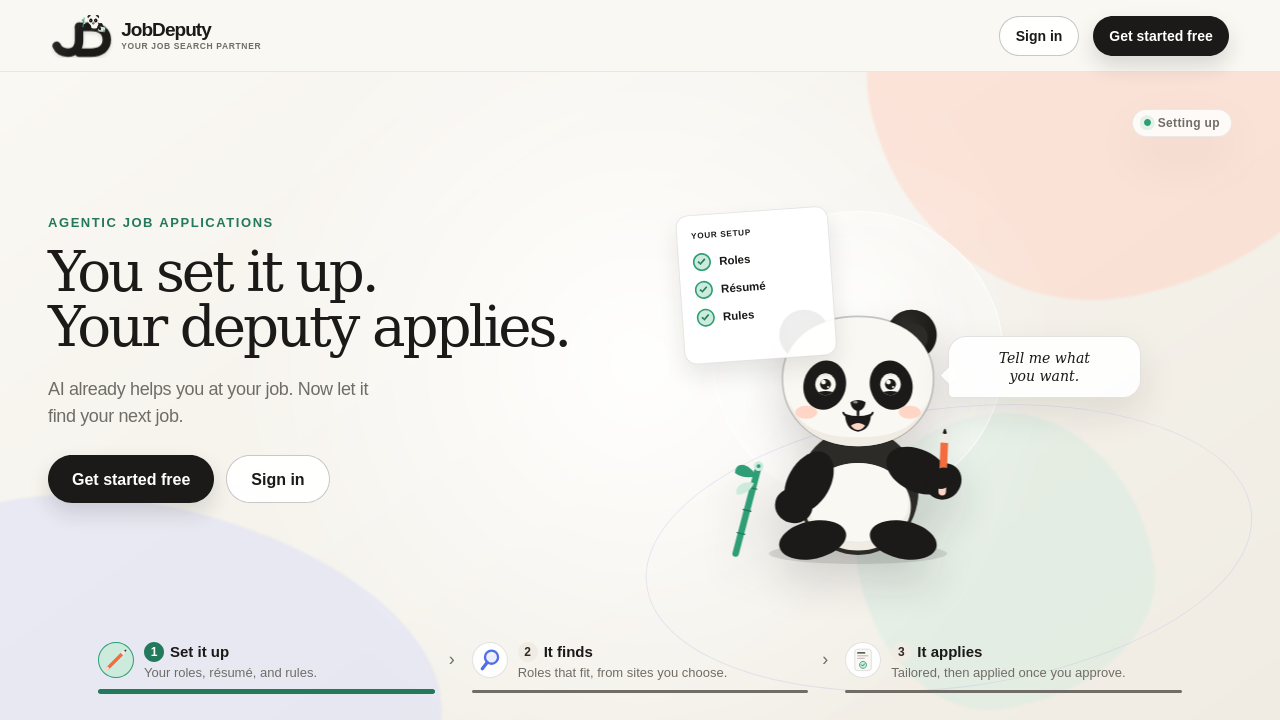 JobDeputy
YOUR JOB SEARCH PARTNER
Sign in
Get started free
Setting up
AGENTIC JOB APPLICATIONS
You set it up.
Your deputy applies.
AI already helps you at your job. Now let it
find your next job.
Get started free
Sign in
YOUR SETUP
Roles
Résumé
Rules
Tell me what
you want.
1 Set it up
Your roles, résumé, and rules.
›
2 It finds
Roles that fit, from sites you choose.
›
3 It applies
Tailored, then applied once you approve.